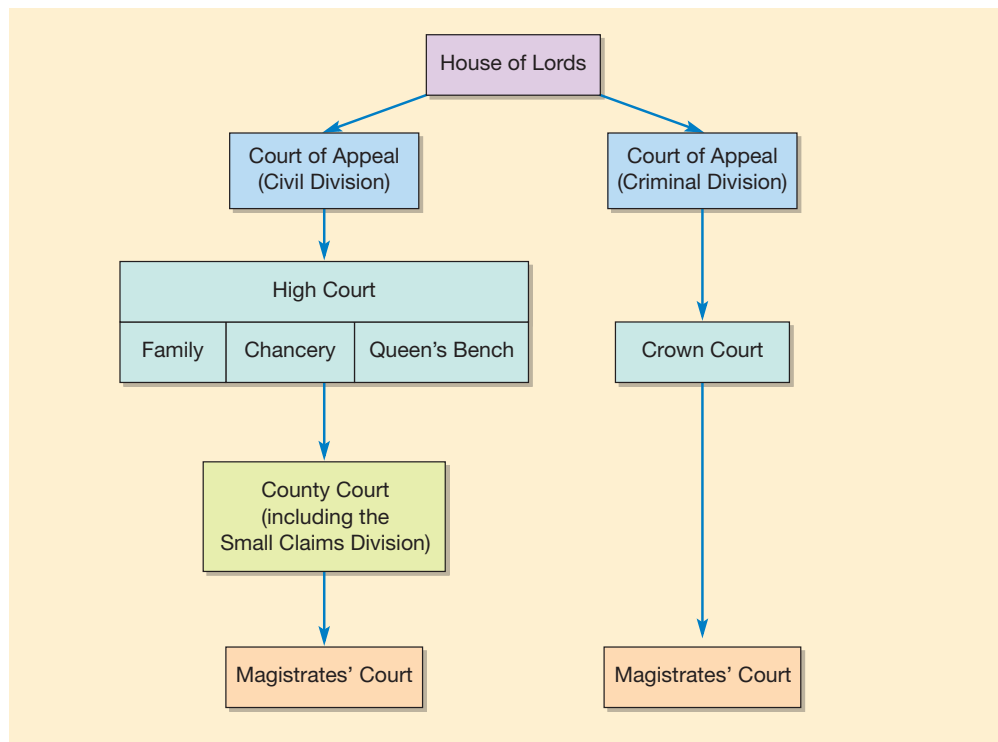 House of Lords
Court of Appeal
(Civil Division)
Court of Appeal
(Criminal Division)
High Court
Family
Chancery
Queen’s Bench
Crown Court
County Court
(including the
Small Claims Division)
Magistrates’ Court
Magistrates’ Court